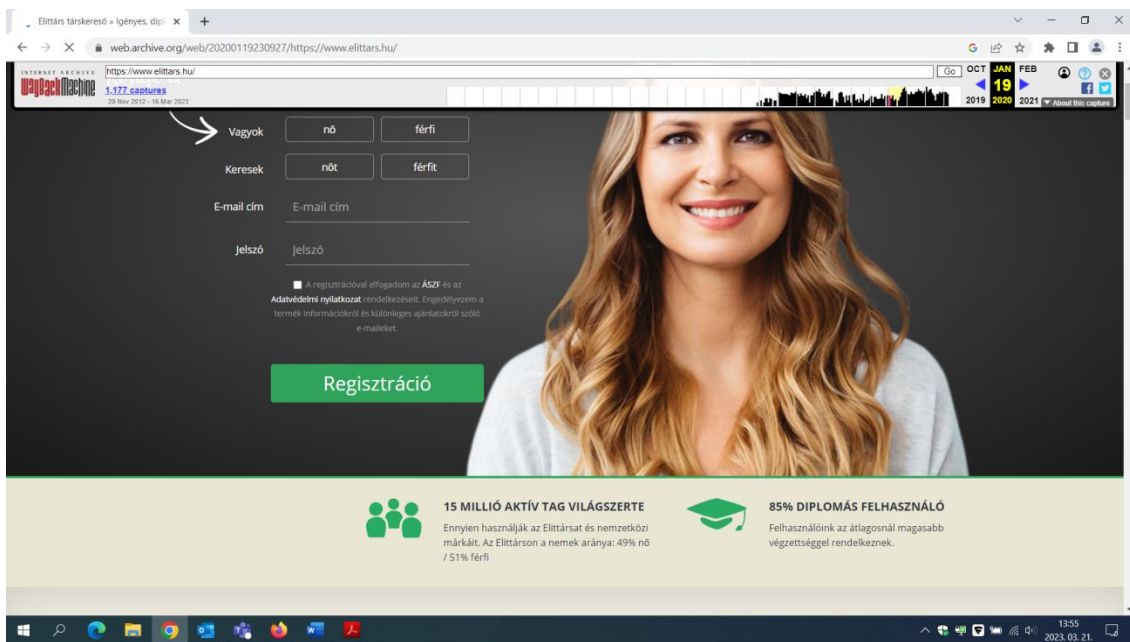 Elittárs társkereső » Igényes, dipl
web.archive.org/web/20200119230927/https://www.elittars.hu/
INTERNET ARCHIVE
WayBackMachine
https://www.elittars.hu/
Go
1,177 captures
29 Nov 2012 - 16 Mar 2023
OCT JAN FEB
19
2019 2020 2021
About this capture
Vagyok nő férfi
Keresek nőt férfit
E-mail cím E-mail cím
Jelszó Jelszó
A regisztrációval elfogadom az ÁSZF és az
Adatvédelmi nyilatkozat rendelkezéseit. Engedélyezem a
termék információkról és különleges ajánlatokról szóló
e-maileket.
Regisztráció
15 MILLIÓ AKTÍV TAG VILÁGSZERTE
Ennyien használják az Elittársat és nemzetközi
márkáit. Az Elittárson a nemek aránya: 49% nő
/ 51% férfi
85% DIPLOMÁS FELHASZNÁLÓ
Felhasználóink az átlagosnál magasabb
végzettséggel rendelkeznek.
13:55
2023. 03. 21.